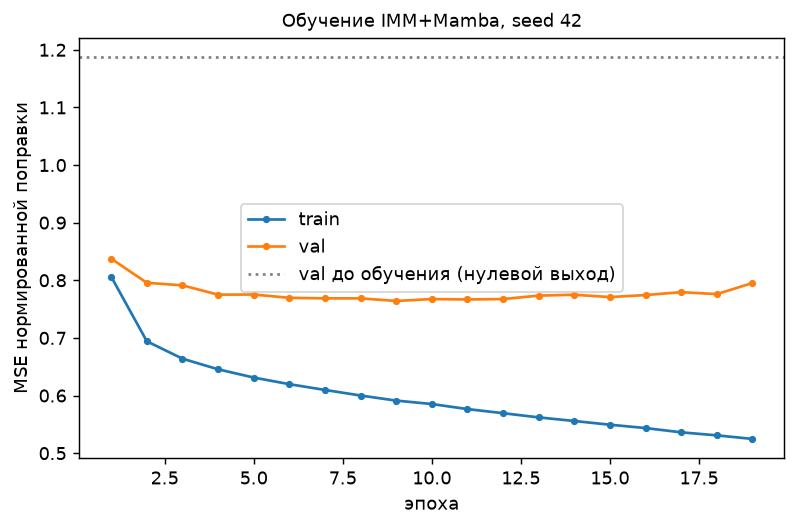 Обучение IMM+Mamba, seed 42
MSE нормированной поправки
1.2
1.1
1.0
0.9
0.8
0.7
0.6
0.5
train
val
val до обучения (нулевой выход)
2.5 5.0 7.5 10.0 12.5 15.0 17.5
эпоха